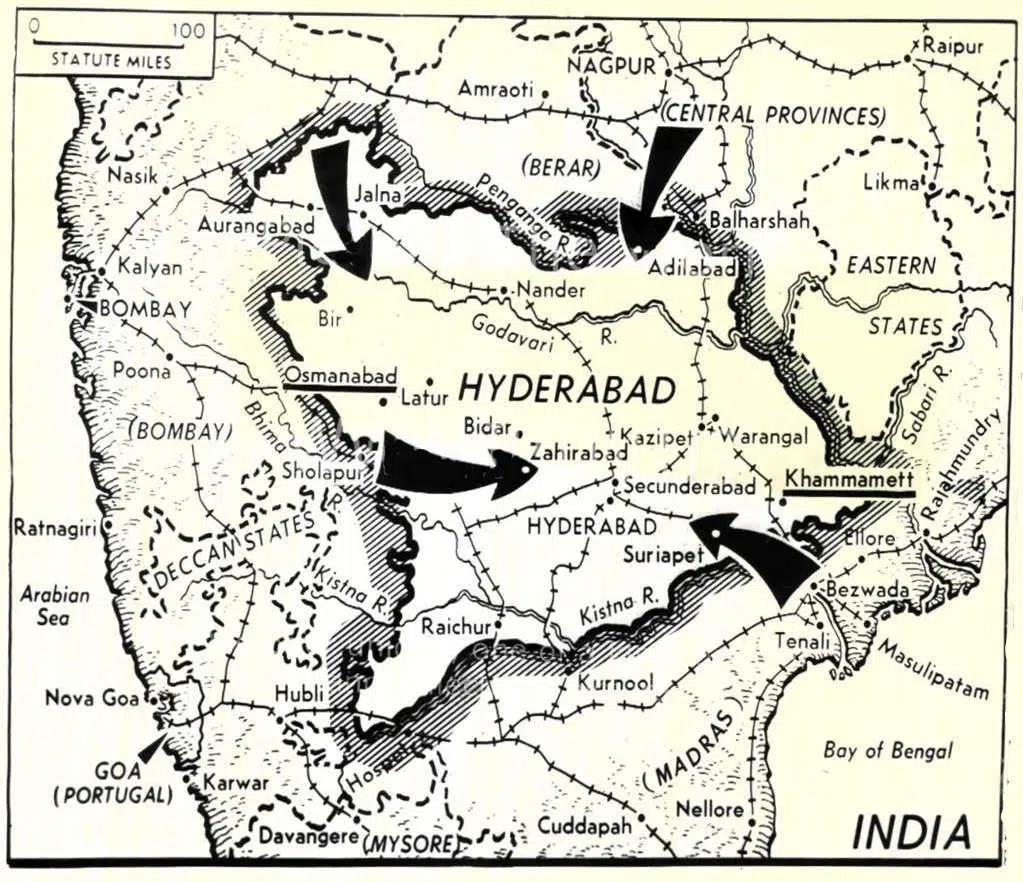 0 100
STATUTE MILES
Raipur
NAGPUR
Amraoti
(CENTRAL PROVINCES)
(BERAR)
Nasik
Likma
Jalna
Penganga R.
Aurangabad
Balharshah
Kalyan
Adilabad
EASTERN
STATES
BOMBAY
Nander
Bir
Godavari R.
Poona
Osmanabad
Latur
HYDERABAD
Sabari R.
(BOMBAY)
Bhima
R
Bidar
Kazipet
Warangal
Zahirabad
Sholapur
Khammamett
Rajahmundry
Secunderabad
Ratnagiri
HYDERABAD
DECCAN STATES
Suriapet
Ellore
Arabian
Sea
Kistna R.
Kistna R.
Bezwada
Raichur
Tenali
Masulipatam
Nova Goa
Hubli
Kurnool
(MADRAS)
Bay of Bengal
GOA
(PORTUGAL)
Karwar
Nellore
Davangere
(MYSORE)
Cuddapah
INDIA